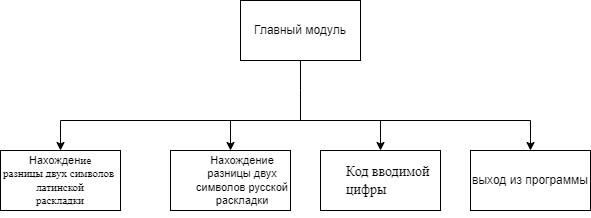 Главный модуль
Нахождение
разницы двух символов
латинской
раскладки
Нахождение
разницы двух
символов русской
раскладки
Код вводимой
цифры
выход из программы